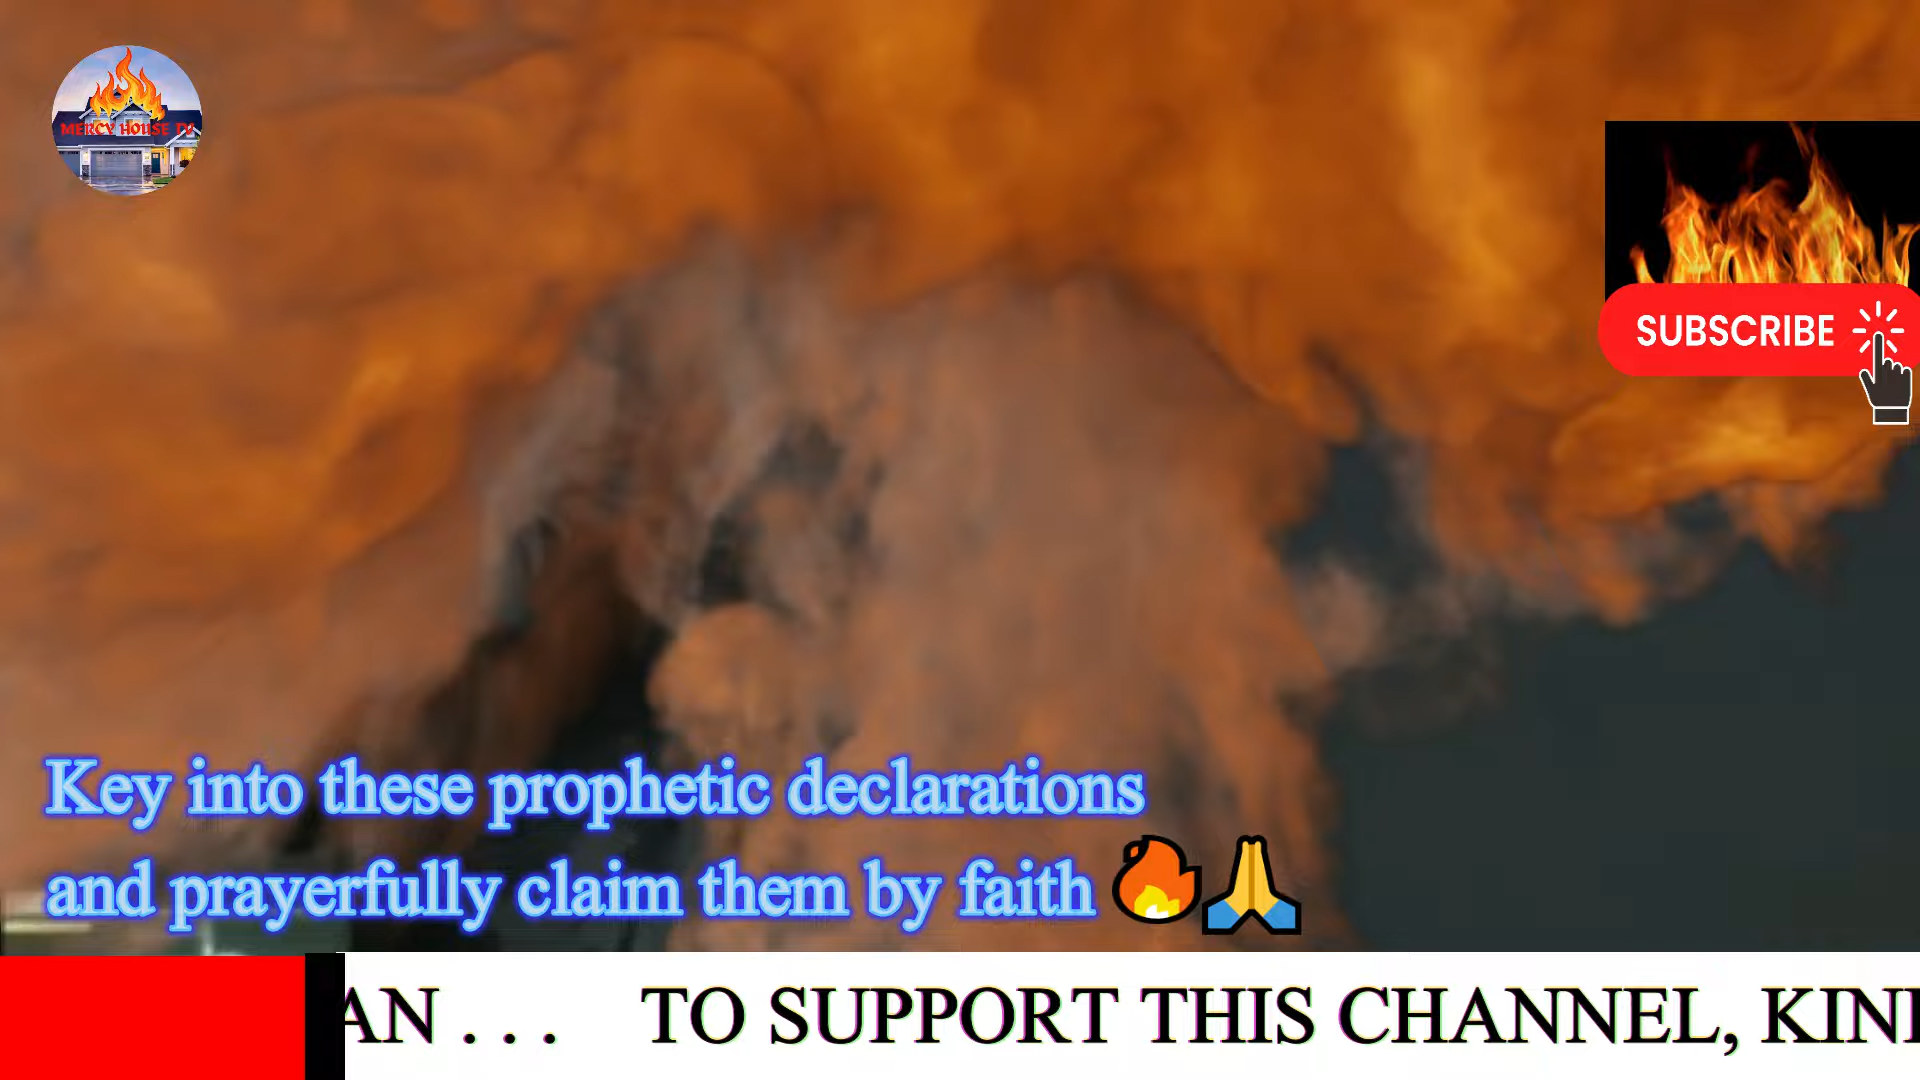 MERCY HOUSE TV
SUBSCRIBE
Key into these prophetic declarations
and prayerfully claim them by faith 🔥🙏
AN . . . TO SUPPORT THIS CHANNEL,